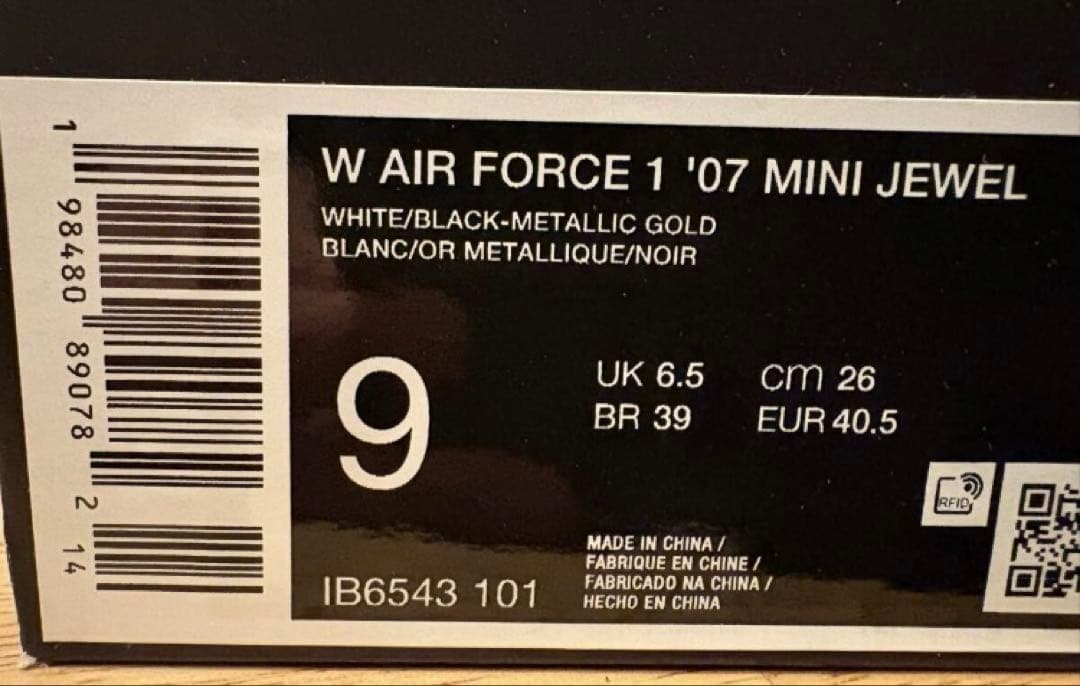 1 98480 89078 2 14
W AIR FORCE 1 '07 MINI JEWEL
WHITE/BLACK-METALLIC GOLD
BLANC/OR METALLIQUE/NOIR
9
UK 6.5 cm 26
BR 39 EUR 40.5
RFID
MADE IN CHINA /
FABRIQUE EN CHINE /
FABRICADO NA CHINA /
HECHO EN CHINA
IB6543 101